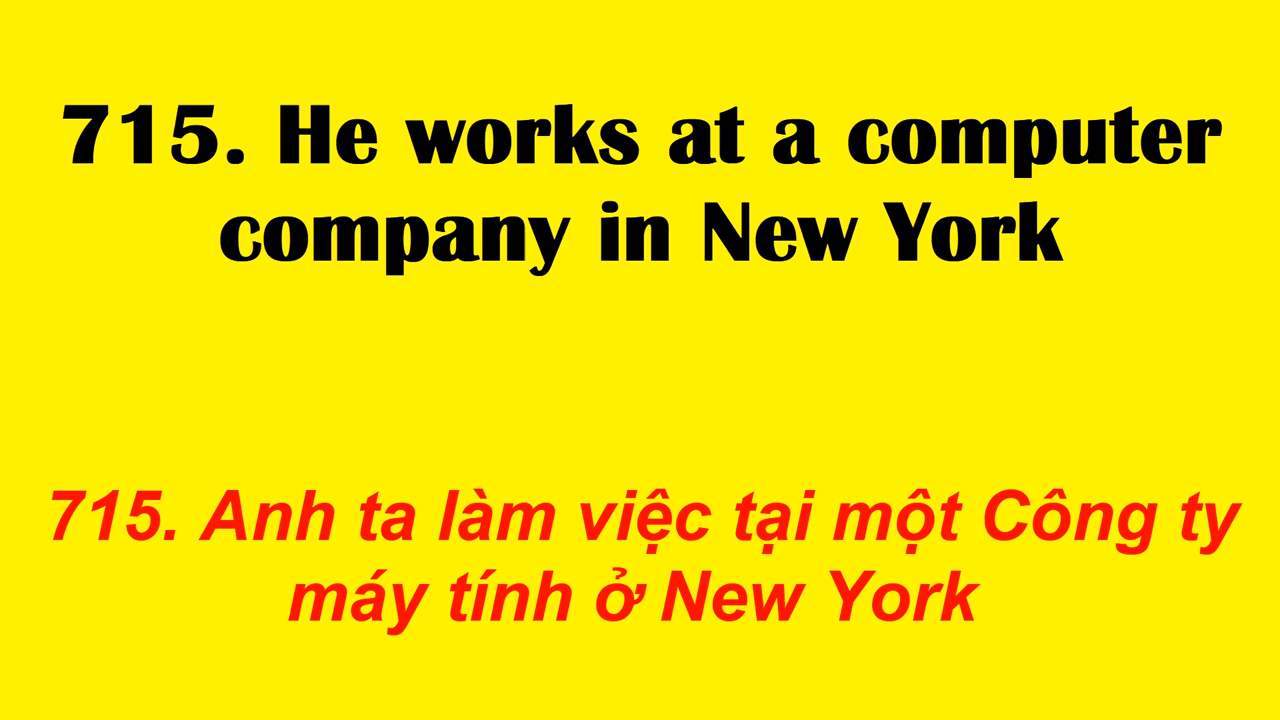 715. He works at a computer
company in New York
715. Anh ta làm việc tại một Công ty
máy tính ở New York